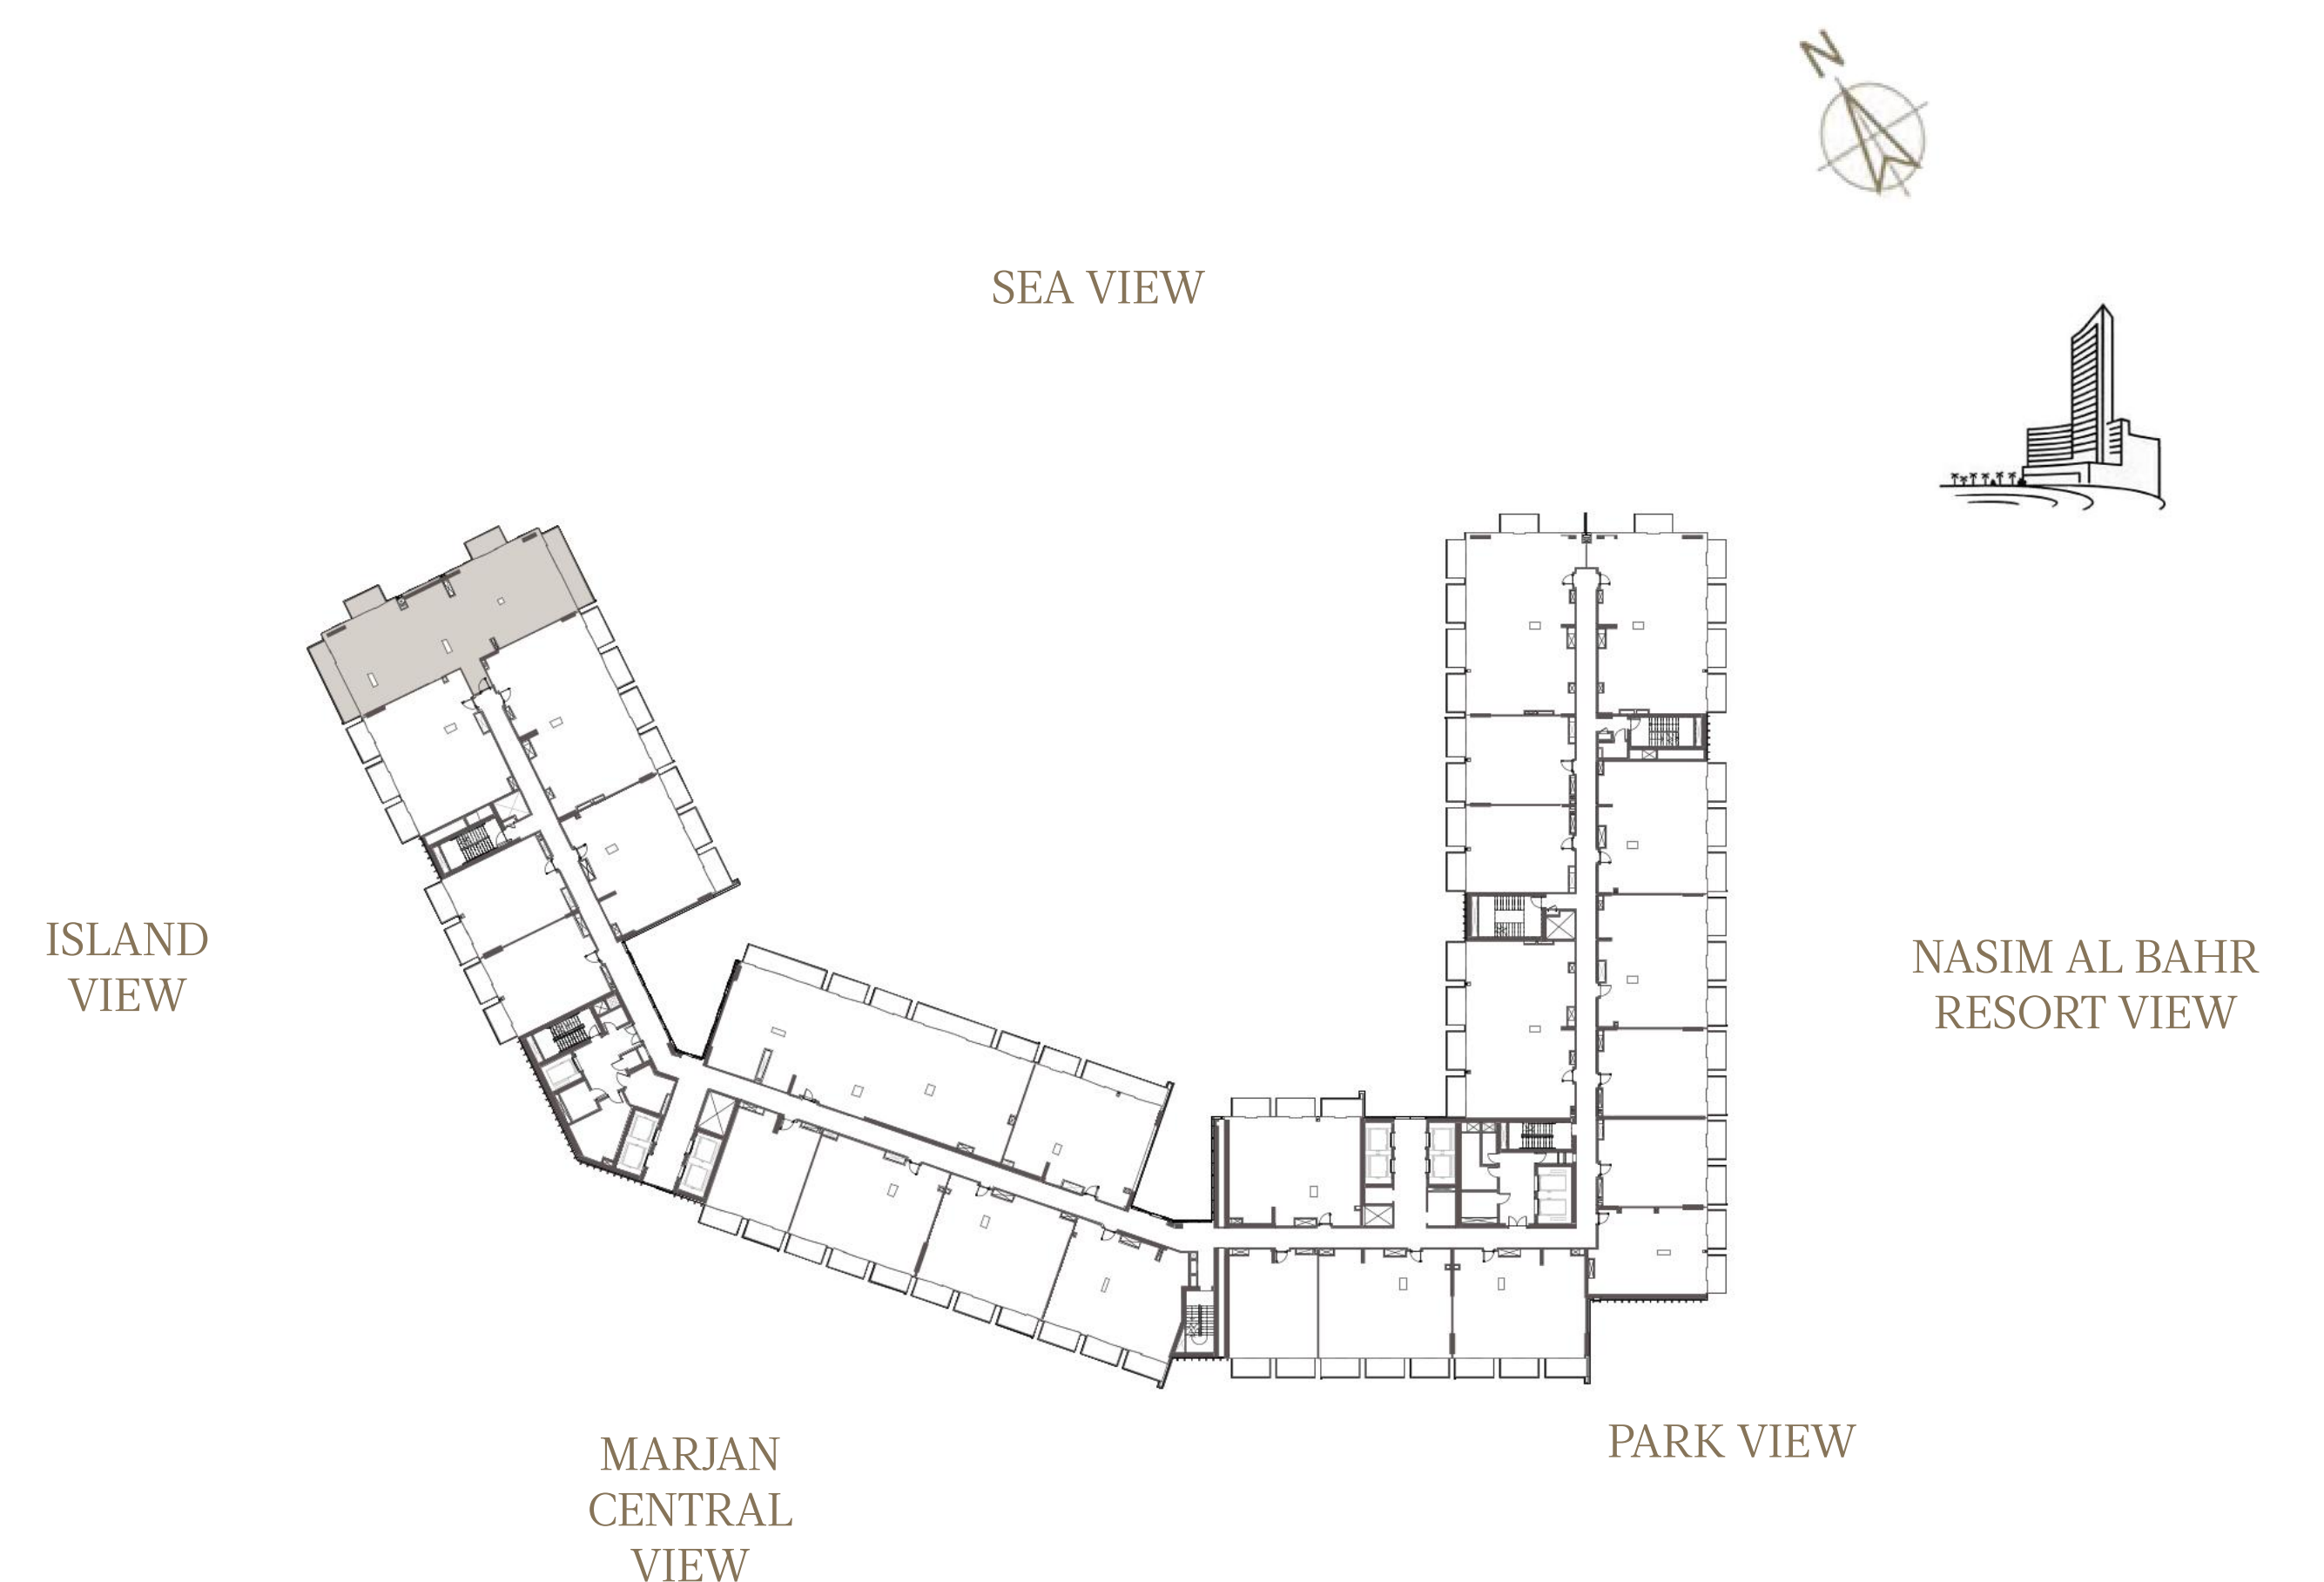 N
SEA VIEW
ISLAND
VIEW
NASIM AL BAHR
RESORT VIEW
PARK VIEW
MARJAN
CENTRAL
VIEW